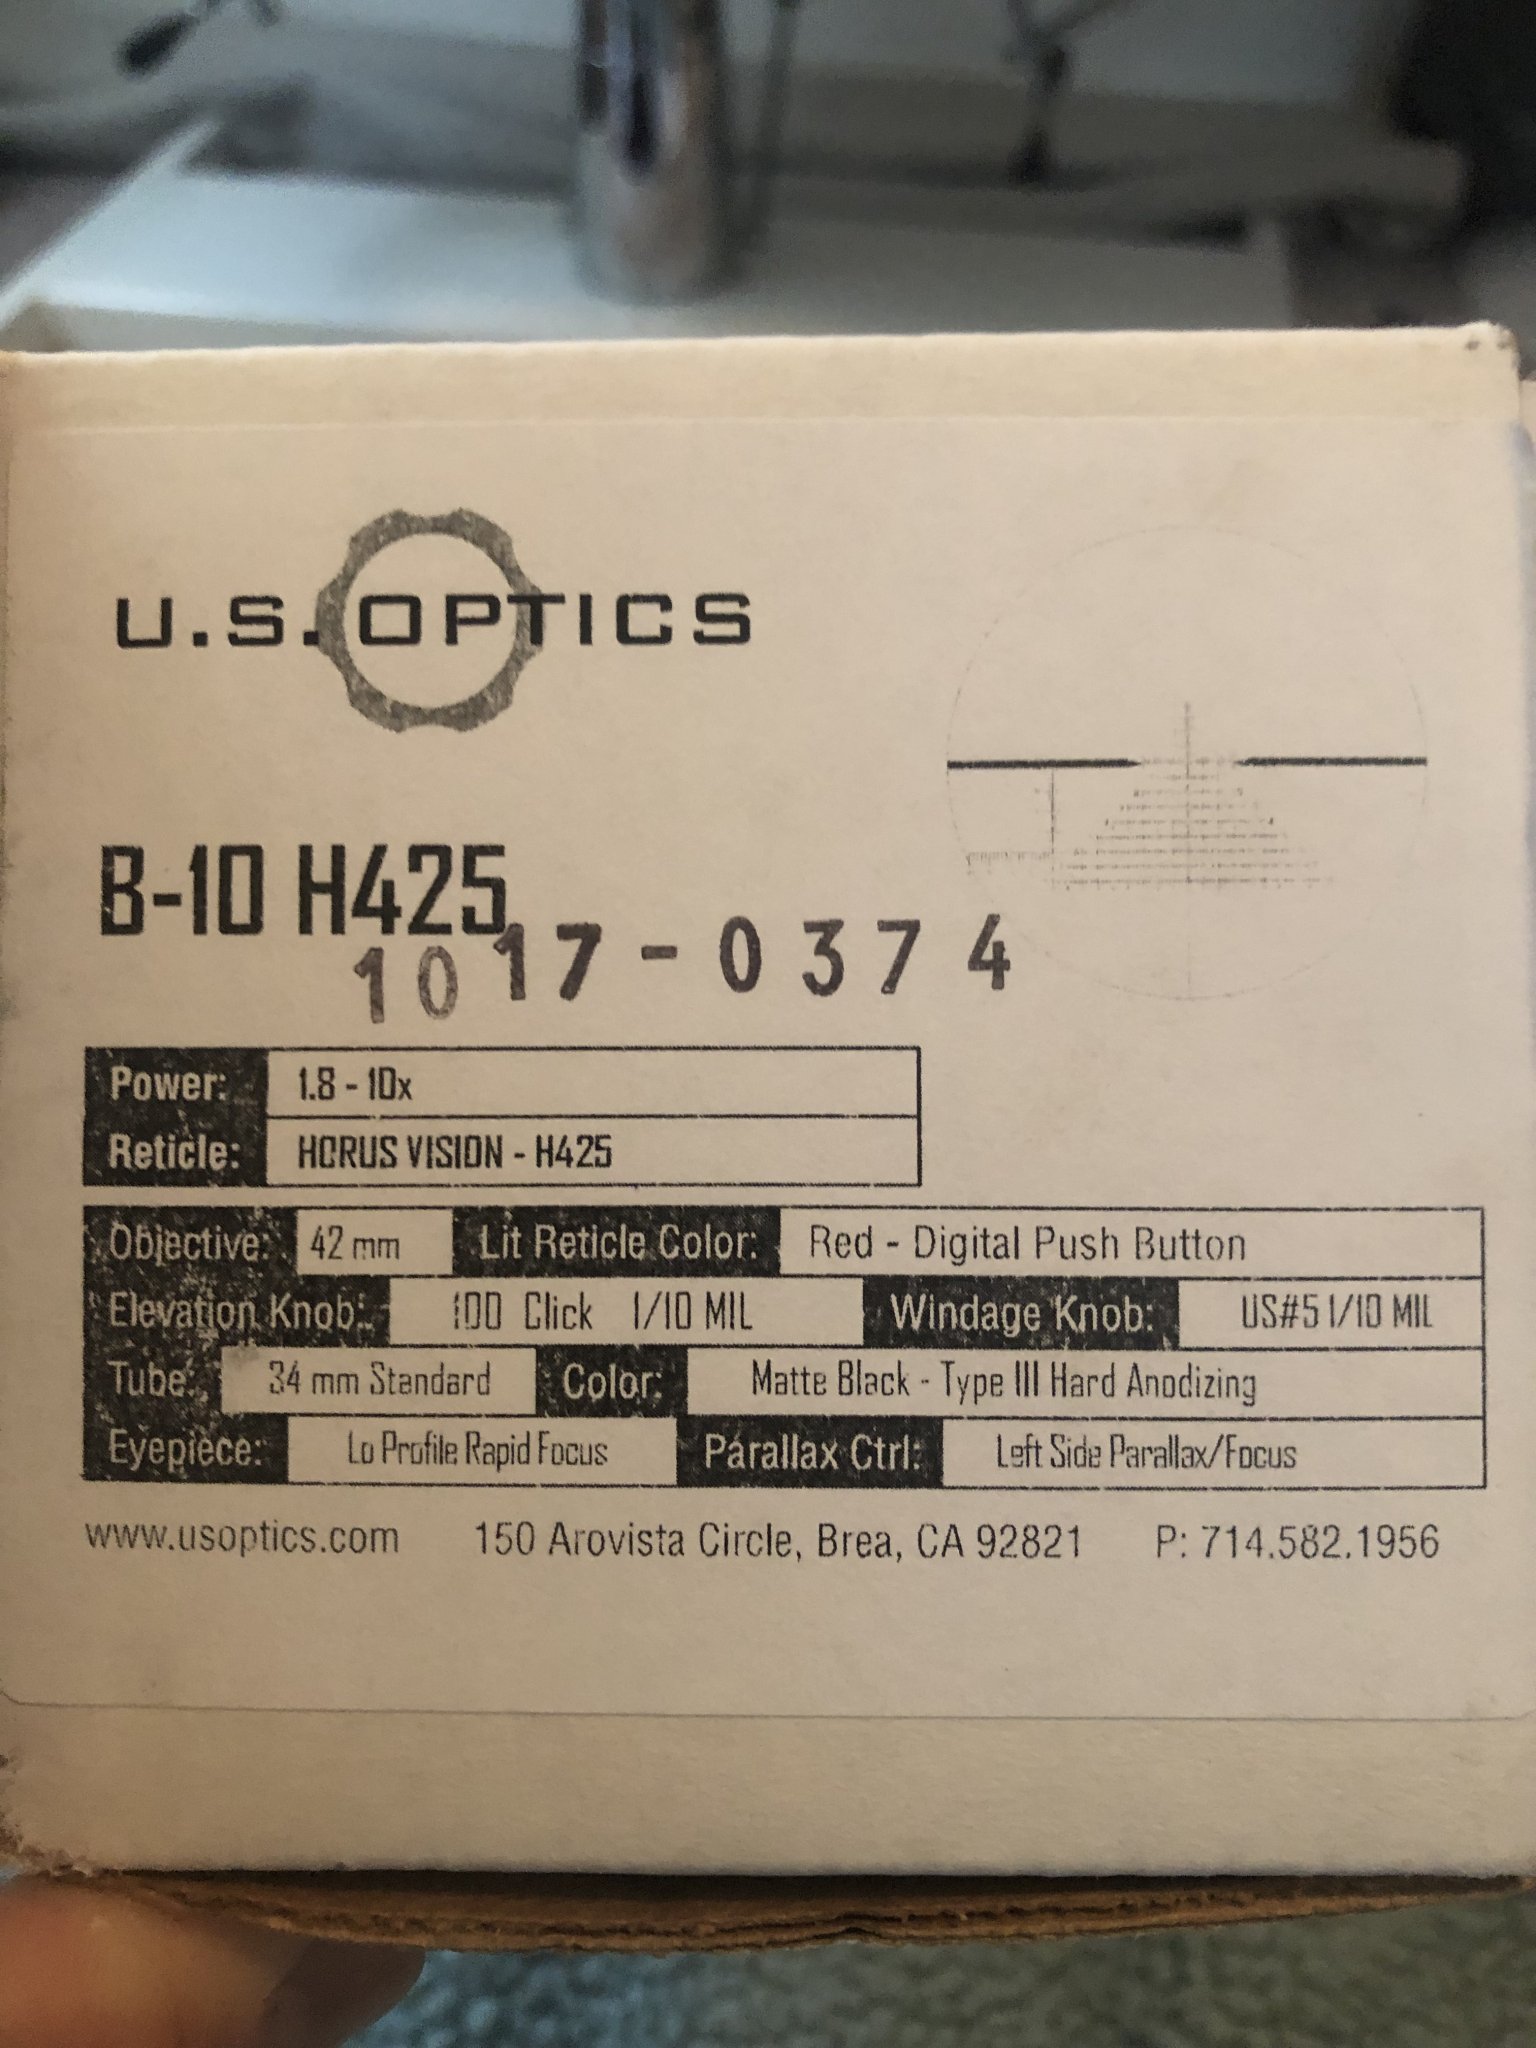 U.S. OPTICS
B-10 H425
1017-0374
Power: 1.8 - 10x
Reticle: HORUS VISION - H425
Objective: 42 mm Lit Reticle Color: Red - Digital Push Button
Elevation Knob: 100 Click 1/10 MIL Windage Knob: US#5 1/10 MIL
Tube: 34 mm Standard Color: Matte Black - Type III Hard Anodizing
Eyepiece: Lo Profile Rapid Focus Parallax Ctrl: Left Side Parallax/Focus
www.usoptics.com 150 Arovista Circle, Brea, CA 92821 P: 714.582.1956